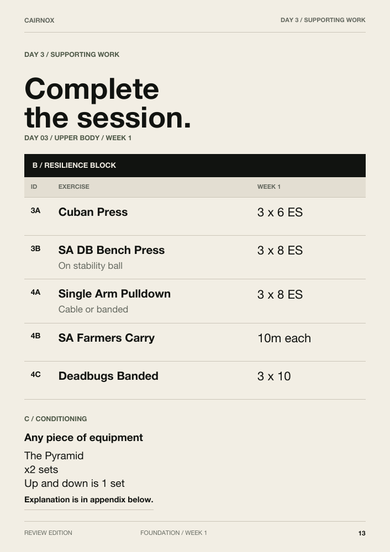 CAIRNOX
DAY 3 / SUPPORTING WORK
DAY 3 / SUPPORTING WORK
Complete
the session.
DAY 03 / UPPER BODY / WEEK 1
B / RESILIENCE BLOCK
ID EXERCISE WEEK 1
3A Cuban Press 3 x 6 ES
3B SA DB Bench Press 3 x 8 ES
On stability ball
4A Single Arm Pulldown 3 x 8 ES
Cable or banded
4B SA Farmers Carry 10m each
4C Deadbugs Banded 3 x 10
C / CONDITIONING
Any piece of equipment
The Pyramid
x2 sets
Up and down is 1 set
Explanation is in appendix below.
REVIEW EDITION FOUNDATION / WEEK 1 13